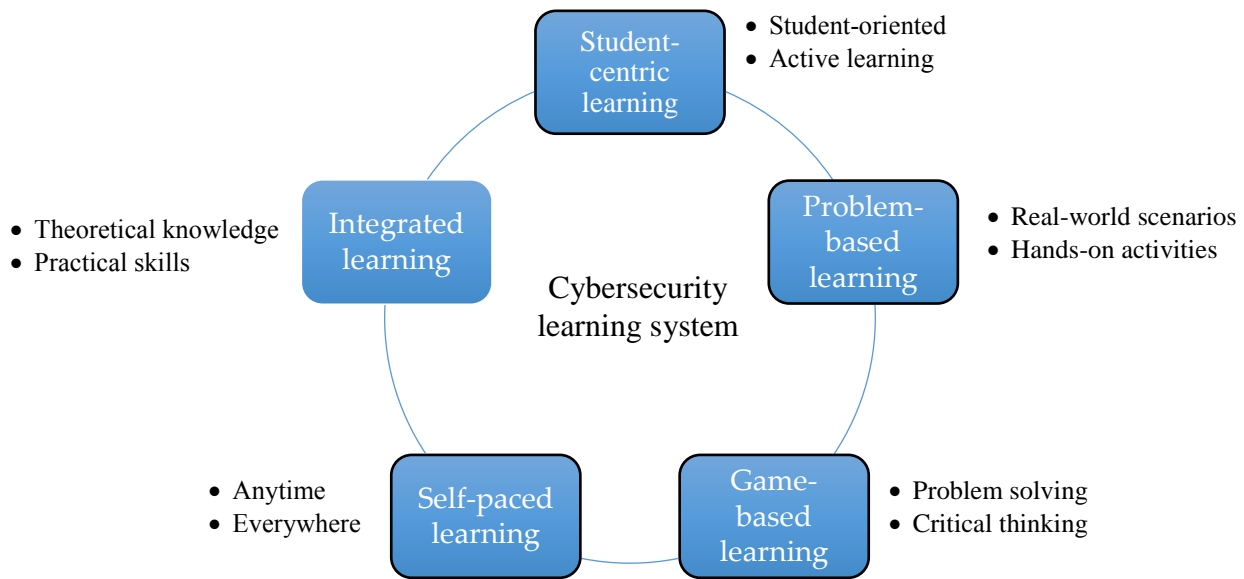 Student-
centric
learning
• Student-oriented
• Active learning
Problem-
based
learning
• Real-world scenarios
• Hands-on activities
Integrated
learning
• Theoretical knowledge
• Practical skills
Cybersecurity
learning system
Self-paced
learning
• Anytime
• Everywhere
Game-
based
learning
• Problem solving
• Critical thinking